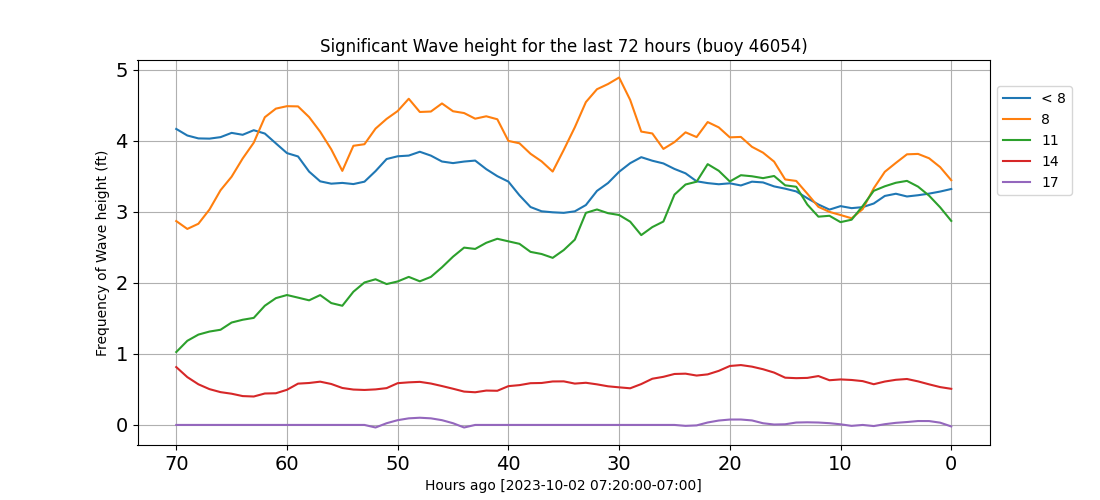 Significant Wave height for the last 72 hours (buoy 46054)
Frequency of Wave height (ft)
5
4
3
2
1
0
70 60 50 40 30 20 10 0
Hours ago [2023-10-02 07:20:00-07:00]
< 8
8
11
14
17